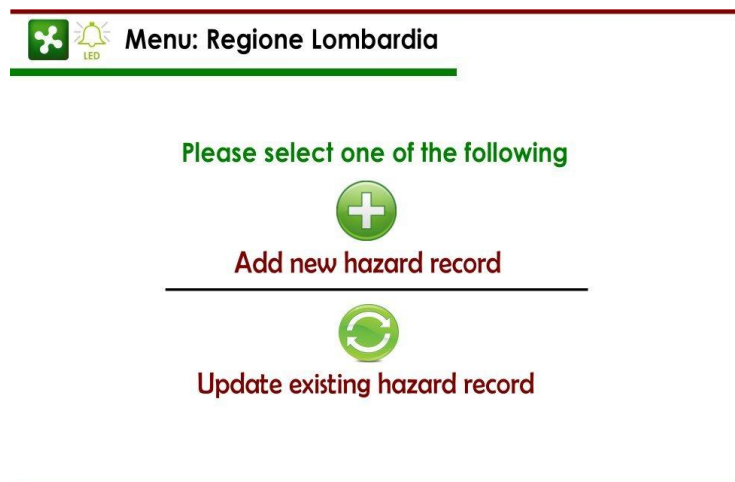 LED
Menu: Regione Lombardia
Please select one of the following
Add new hazard record
Update existing hazard record